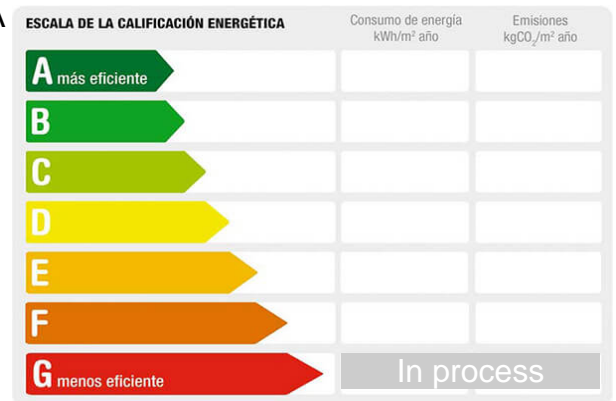 A
ESCALA DE LA CALIFICACIÓN ENERGÉTICA
Consumo de energía
kWh/m² año
Emisiones
kgCO₂/m² año
A más eficiente
B
C
D
E
F
G menos eficiente
In process